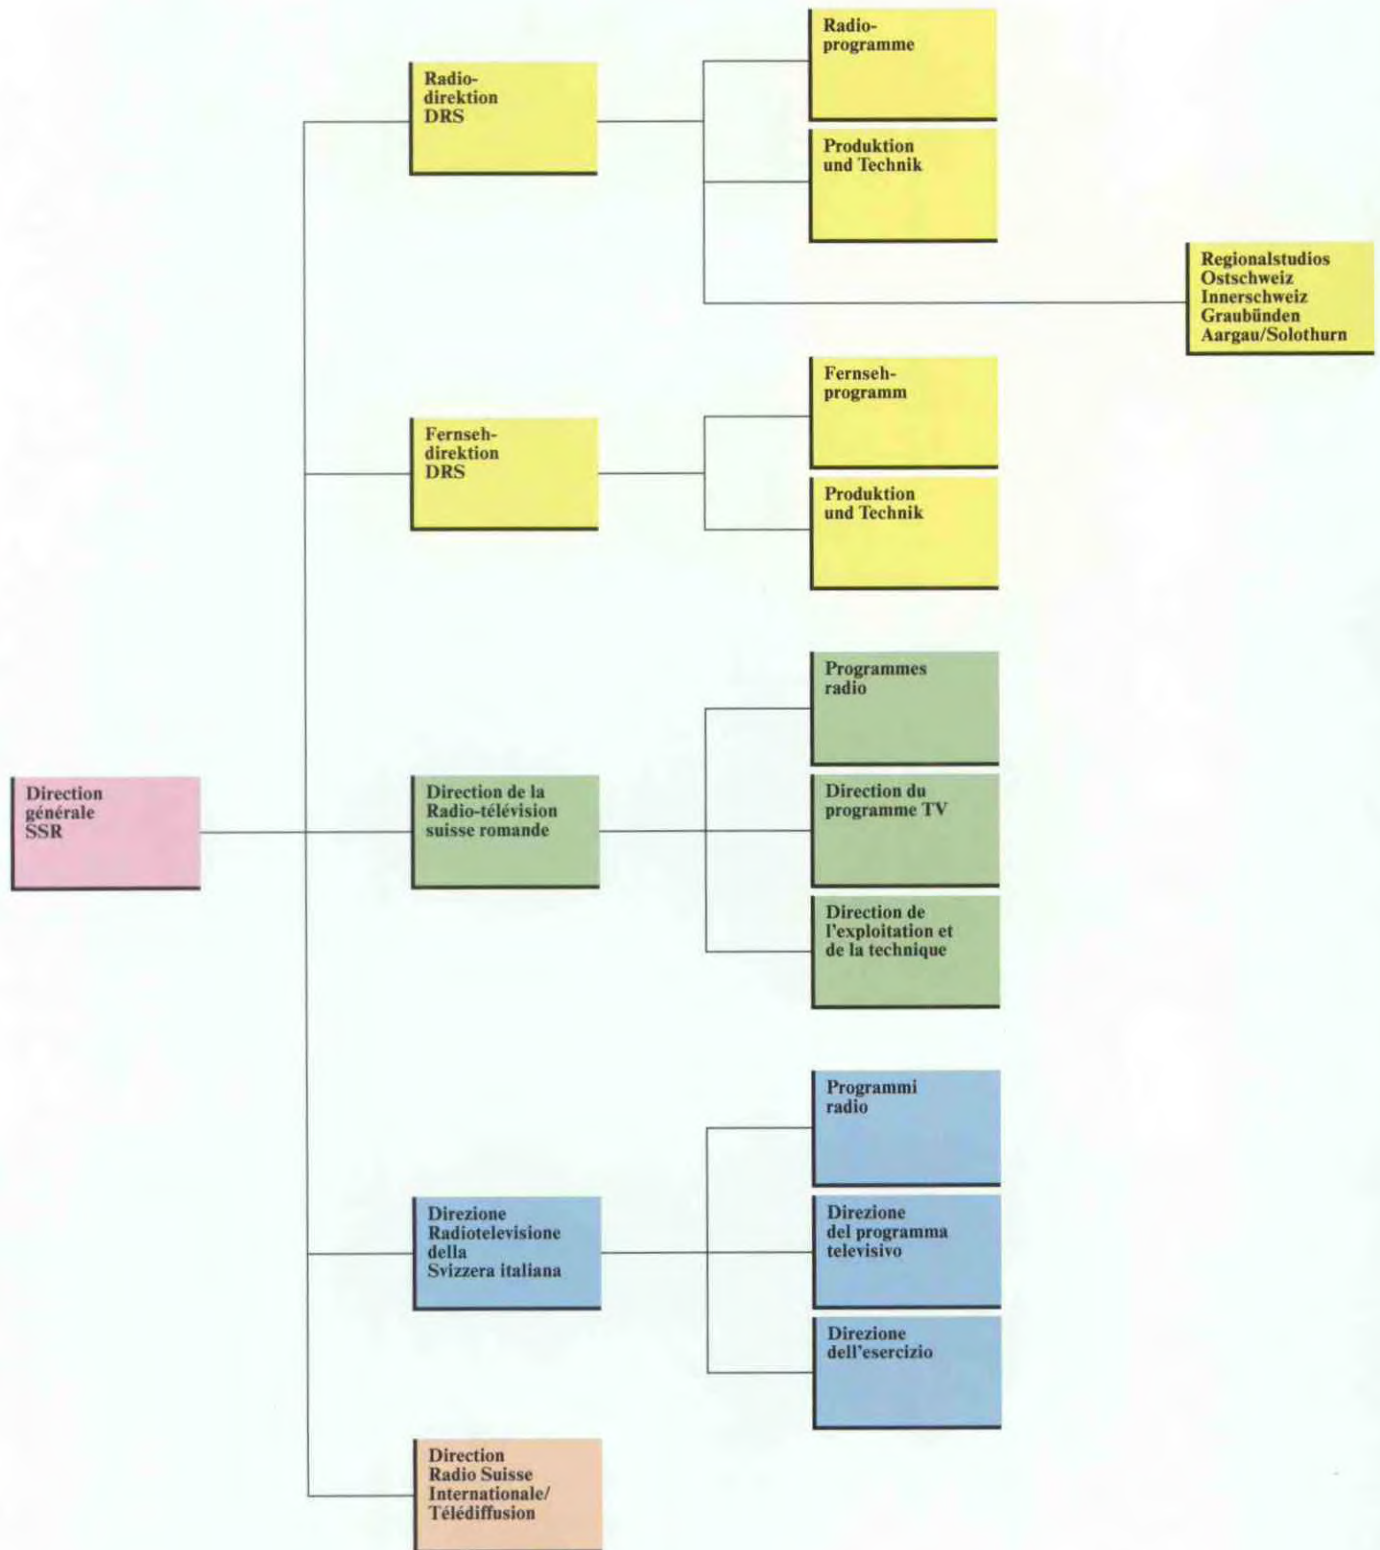 Radio-
programme
Radio-
direktion
DRS
Produktion
und Technik
Regionalstudios
Ostschweiz
Innerschweiz
Graubünden
Aargau/Solothurn
Fernseh-
programm
Fernseh-
direktion
DRS
Produktion
und Technik
Programmes
radio
Direction
générale
SSR
Direction de la
Radio-télévision
suisse romande
Direction du
programme TV
Direction de
l'exploitation et
de la technique
Programmi
radio
Direzione
Radiotelevisione
della
Svizzera italiana
Direzione
del programma
televisivo
Direzione
dell'esercizio
Direction
Radio Suisse
Internationale/
Télédiffusion